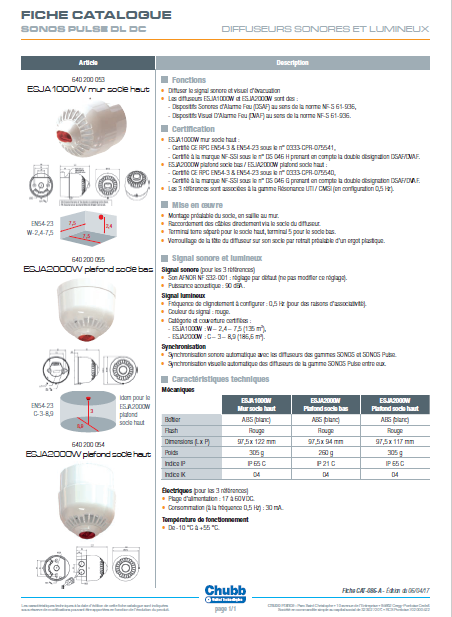 FICHE CATALOGUE
SONOS PULSE DL DC
DIFFUSEURS SONORES ET LUMINEUX
Article
Description
640 200 053
ESJA1000W mur socle haut
EN54-23
W-2,4-7,5
7,5
7,5
2,4
640 200 055
ESJA2000W plafond socle bas
EN54-23
C-3-8,9
3
8,9
Idem pour le
ESJA2000W
plafond
socle haut
640 200 054
ESJA2000W plafond socle haut
Fonctions
• Diffuser le signal sonore et visuel d'évacuation
• Les diffuseurs ESJA1000W et ESJA2000W sont des :
- Dispositifs Sonores d'Alarme Feu (DSAF) au sens de la norme NF S 61-936,
- Dispositifs Visuel D'Alarme Feu (DVAF) au sens de la norme NF-S 61-936.
Certification
• ESJA1000W mur socle haut :
- Certifié CE RPC EN54-3 & EN54-23 sous le n° 0333-CPR-075541,
- Certifié à la marque NF-SSI sous le n° DS 046 H prenant en compte la double désignation DSAF/DVAF.
• ESJA2000W plafond socle bas / ESJA2000W plafond socle haut :
- Certifié CE RPC EN54-3 & EN54-23 sous le n° 0333-CPR-075540,
- Certifié à la marque NF-SSI sous le n° DS 046 G prenant en compte la double désignation DSAF/DVAF.
• Les 3 références sont associées à la gamme Résonance UTI / CMSI (en configuration 0,5 Hz).
Mise en œuvre
• Montage préalable du socle, en saillie au mur.
• Raccordement des câbles directement via le socle du diffuseur.
• Terminal terre séparé pour le socle haut, terminal 5 pour le socle bas.
• Verrouillage de la tête du diffuseur sur son socle par retrait préalable d'un ergot plastique.
Signal sonore et lumineux
Signal sonore (pour les 3 références)
• Son AFNOR NF S32-001 : réglage par défaut (ne pas modifier ce réglage).
• Puissance acoustique : 90 dBA.
Signal lumineux
• Fréquence de clignotement à configurer : 0,5 Hz (pour des raisons d'associativité).
• Couleur du signal : rouge.
• Catégorie et couverture certifiées :
- ESJA1000W : W – 2,4 – 7,5 (135 m³),
- ESJA2000W : C – 3 – 8,9 (186,6 m³).
Synchronisation
• Synchronisation sonore automatique avec les diffuseurs des gammes SONOS et SONOS Pulse.
• Synchronisation visuelle automatique des diffuseurs de la gamme SONOS Pulse entre eux.
Caractéristiques techniques
Mécaniques
ESJA1000W Mur socle haut
ESJA2000W Plafond socle bas
ESJA2000W Plafond socle haut
Boîtier ABS (blanc) ABS (blanc) ABS (blanc)
Flash Rouge Rouge Rouge
Dimensions (L x P) 97,5 x 122 mm 97,5 x 94 mm 97,5 x 117 mm
Poids 305 g 260 g 305 g
Indice IP IP 65 C IP 21 C IP 65 C
Indice IK 04 04 04
Électriques (pour les 3 références)
• Plage d'alimentation : 17 à 60 VDC.
• Consommation (à la fréquence 0,5 Hz) : 30 mA.
Température de fonctionnement
• De -10 °C à +55 °C.
Chubb
page 1/1
Fiche CAT-086-A - Edition du 06/04/17